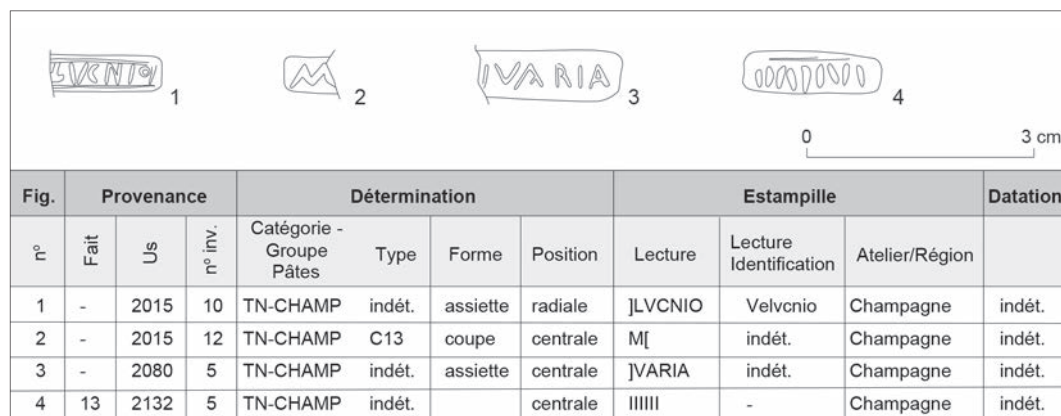 LVCNIO
1
M
2
IVARIA
3
4
0 3 cm
Fig. Provenance Détermination Estampille Datation
n° Fait Us n° inv. Catégorie - Groupe Pâtes Type Forme Position Lecture Lecture Identification Atelier/Région
1 - 2015 10 TN-CHAMP indét. assiette radiale ]LVCNIO Velvcnio Champagne indét.
2 - 2015 12 TN-CHAMP C13 coupe centrale M[ indét. Champagne indét.
3 - 2080 5 TN-CHAMP indét. assiette centrale ]VARIA indét. Champagne indét.
4 13 2132 5 TN-CHAMP indét. centrale IIIIII - Champagne indét.